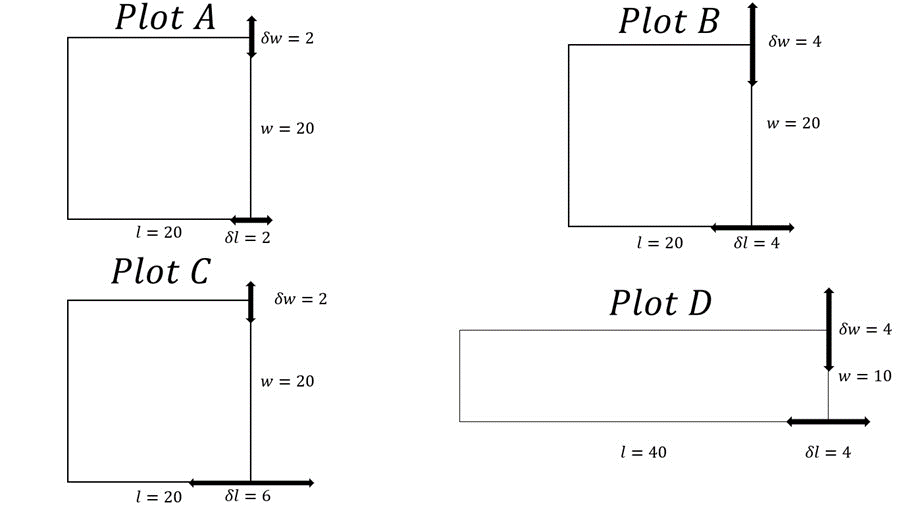 Plot A
δw = 2
w = 20
l = 20
δl = 2
Plot B
δw = 4
w = 20
l = 20
δl = 4
Plot C
δw = 2
w = 20
l = 20
δl = 6
Plot D
δw = 4
w = 10
l = 40
δl = 4